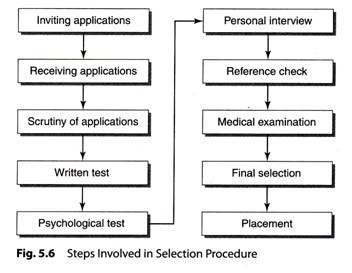 Inviting applications
Receiving applications
Scrutiny of applications
Written test
Psychological test
Personal interview
Reference check
Medical examination
Final selection
Placement
Fig. 5.6 Steps Involved in Selection Procedure